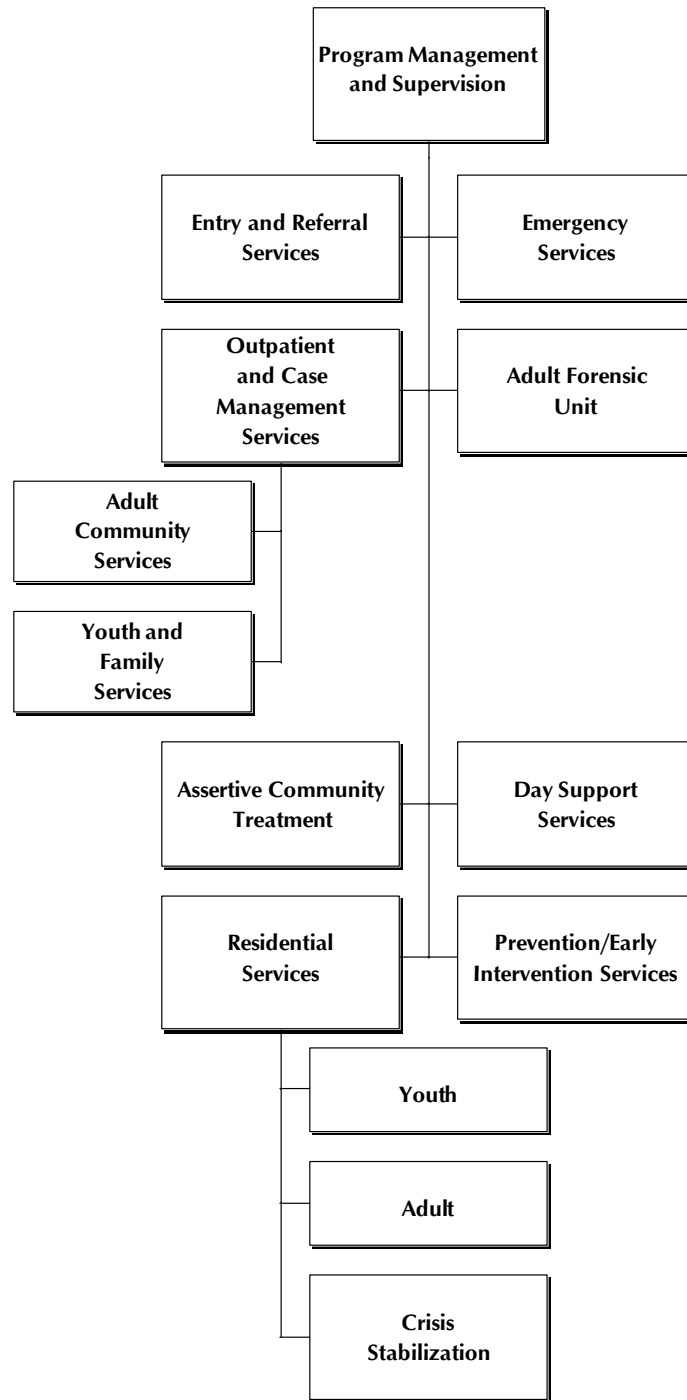 Program Management
and Supervision
Entry and Referral
Services
Emergency
Services
Outpatient
and Case
Management
Services
Adult Forensic
Unit
Adult
Community
Services
Youth and
Family
Services
Assertive Community
Treatment
Day Support
Services
Residential
Services
Prevention/Early
Intervention Services
Youth
Adult
Crisis
Stabilization